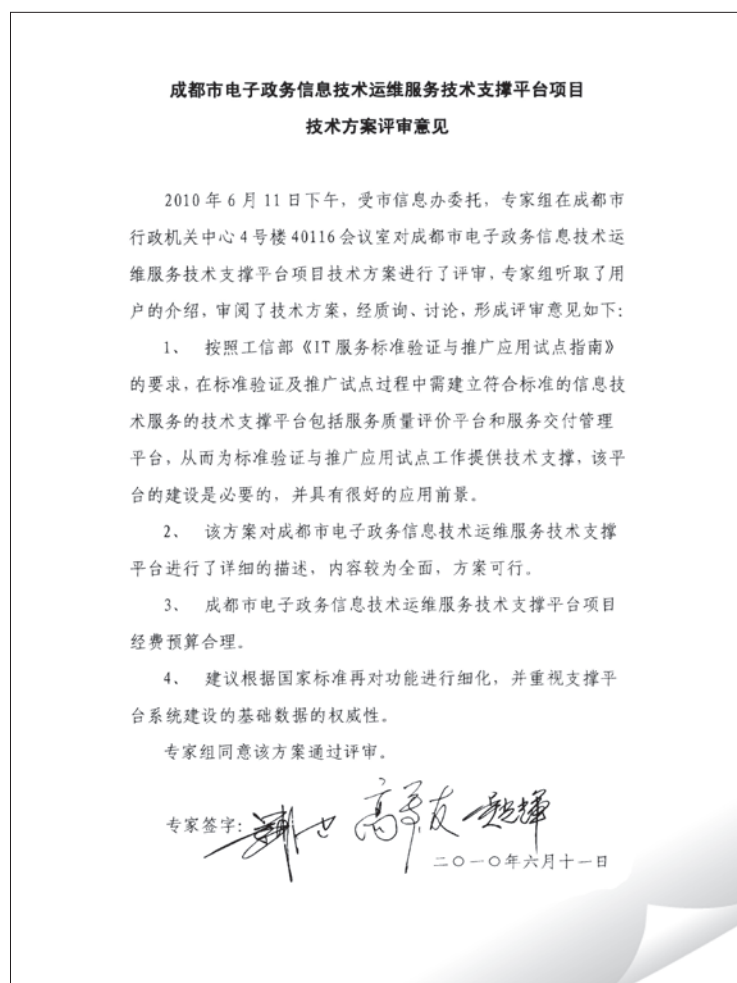 成都市电子政务信息技术运维服务技术支撑平台项目
技术方案评审意见
2010年6月11日下午，受市信息办委托，专家组在成都市
行政机关中心4号楼40116会议室对成都市电子政务信息技术运
维服务技术支撑平台项目技术方案进行了评审，专家组听取了用
户的介绍，审阅了技术方案，经质询、讨论，形成评审意见如下：
1、 按照工信部《IT服务标准验证与推广应用试点指南》
的要求，在标准验证及推广试点过程中需建立符合标准的信息技
术服务的技术支撑平台包括服务质量评价平台和服务交付管理
平台，从而为标准验证与推广应用试点工作提供技术支撑，该平
台的建设是必要的，并具有很好的应用前景。
2、 该方案对成都市电子政务信息技术运维服务技术支撑
平台进行了详细的描述，内容较为全面，方案可行。
3、 成都市电子政务信息技术运维服务技术支撑平台项目
经费预算合理。
4、 建议根据国家标准再对功能进行细化，并重视支撑平
台系统建设的基础数据的权威性。
专家组同意该方案通过评审。
专家签字：
二〇一〇年六月十一日